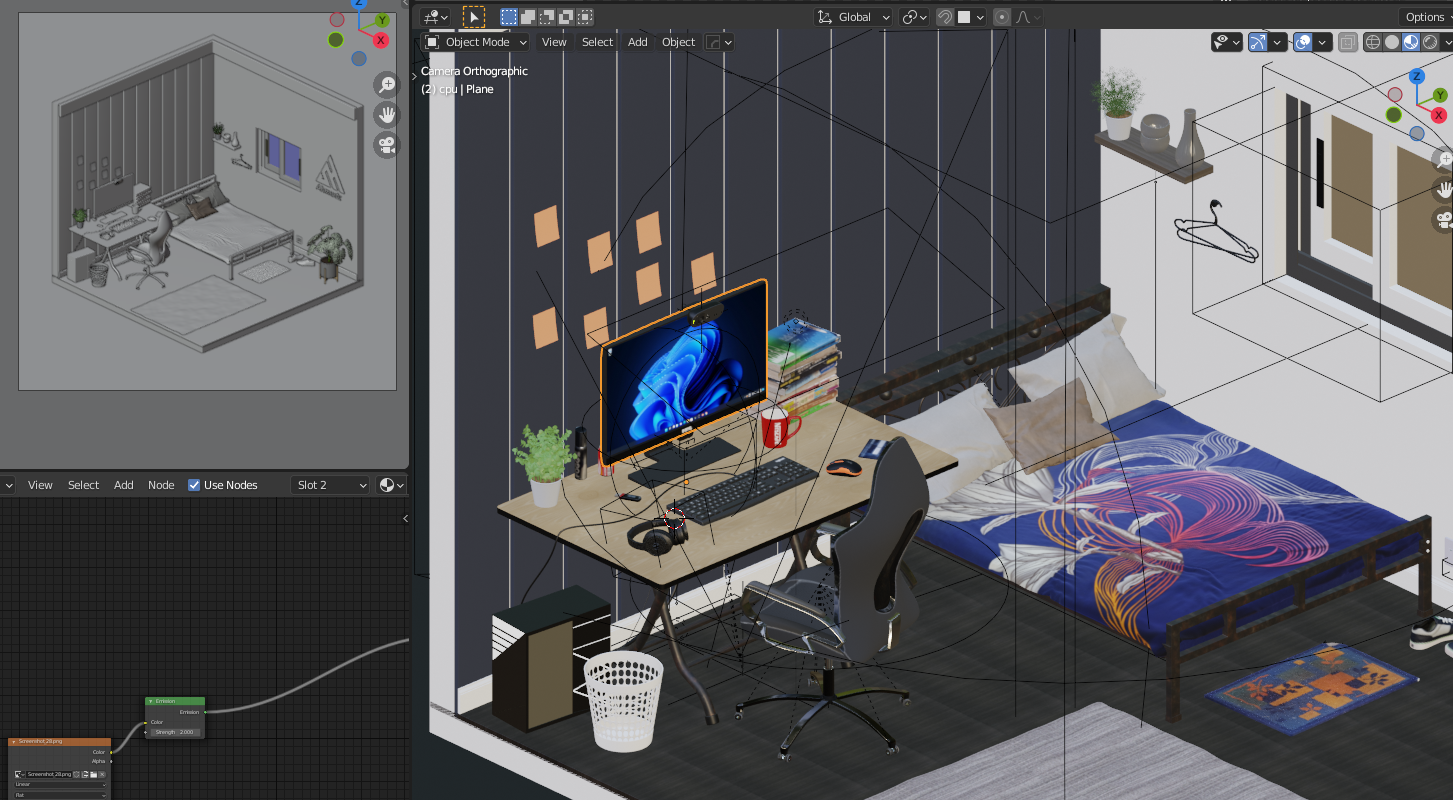 Z
Y
X
Global
Options
Object Mode
View
Select
Add
Object
Camera Orthographic
(2) cpu | Plane
Z
Y
X
View
Select
Add
Node
Use Nodes
Slot 2
Emission
Emission
Color
Strength 2.000
Screenshot_28.png
Color
Alpha
Screenshot_28.png
Linear
Flat